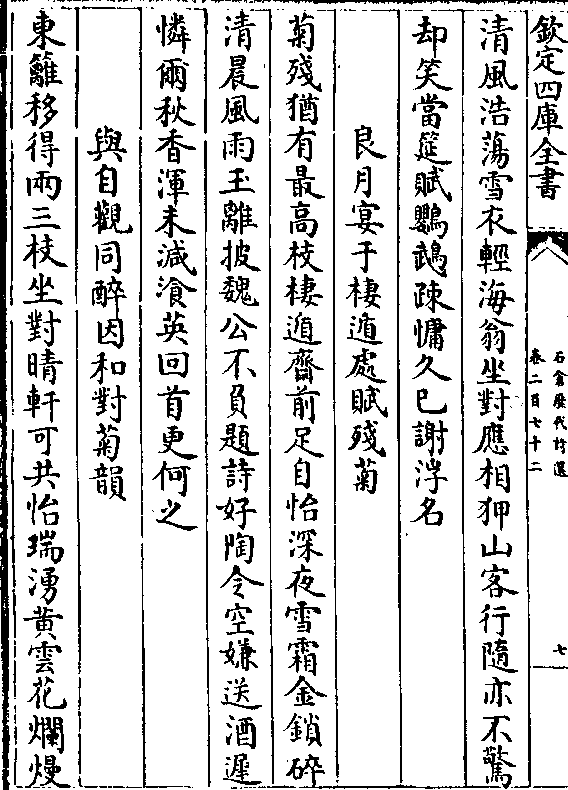 欽定四庫全書
石倉歷代詩選
卷二百七十二
七
清風浩蕩雪衣輕海翁坐對應相狎山客行隨亦不驚
却笑當筵賦鸚鵡疎慵久已謝浮名
良月宴于棲遁處賦殘菊
菊殘猶有最高枝棲遁齋前足自怡深夜雪霜金鎖碎
清晨風雨玉離披魏公不負題詩好陶令空嫌送酒遲
憐爾秋香渾未減飡英回首更何之
與自觀同醉因和對菊韻
東籬移得兩三枝坐對晴軒可共怡瑞湧黃雲花爛熳